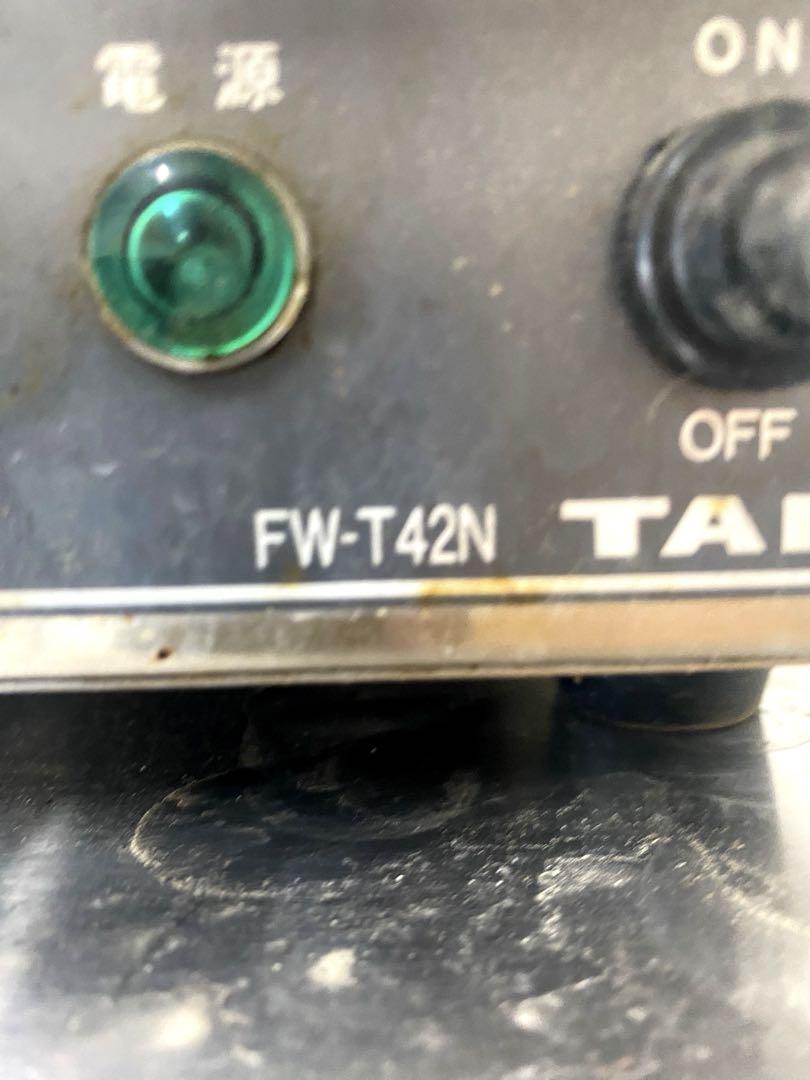 電源
ON
OFF
FW-T42N